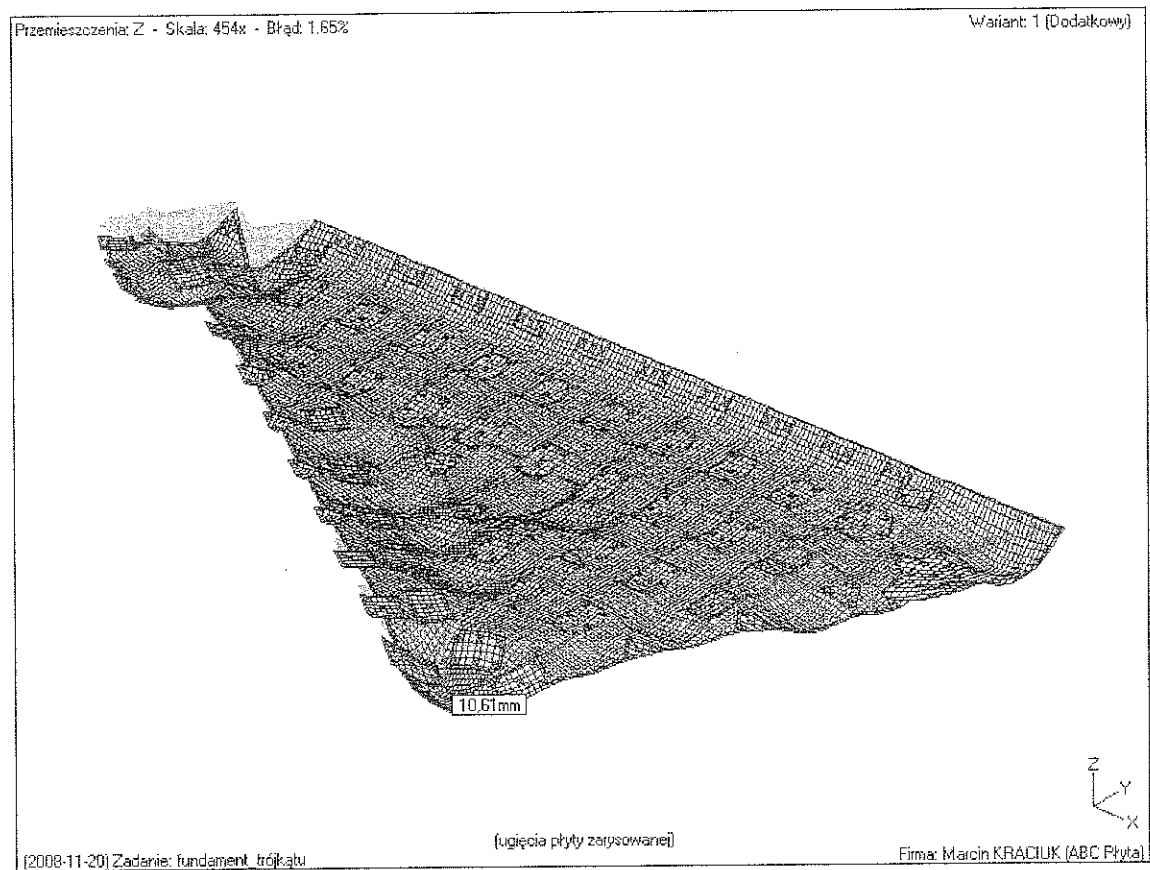 Przemieszczenia: Z - Skala: 454x - Błąd: 1.65%
Wariant: 1 (Dodatkowy)
10,61mm
Z
Y
X
(ugięcia płyty zarysowanej)
(2008-11-20) Zadanie: fundament_trójkątu
Firma: Marcin KRACIUK (ABC Płyta)